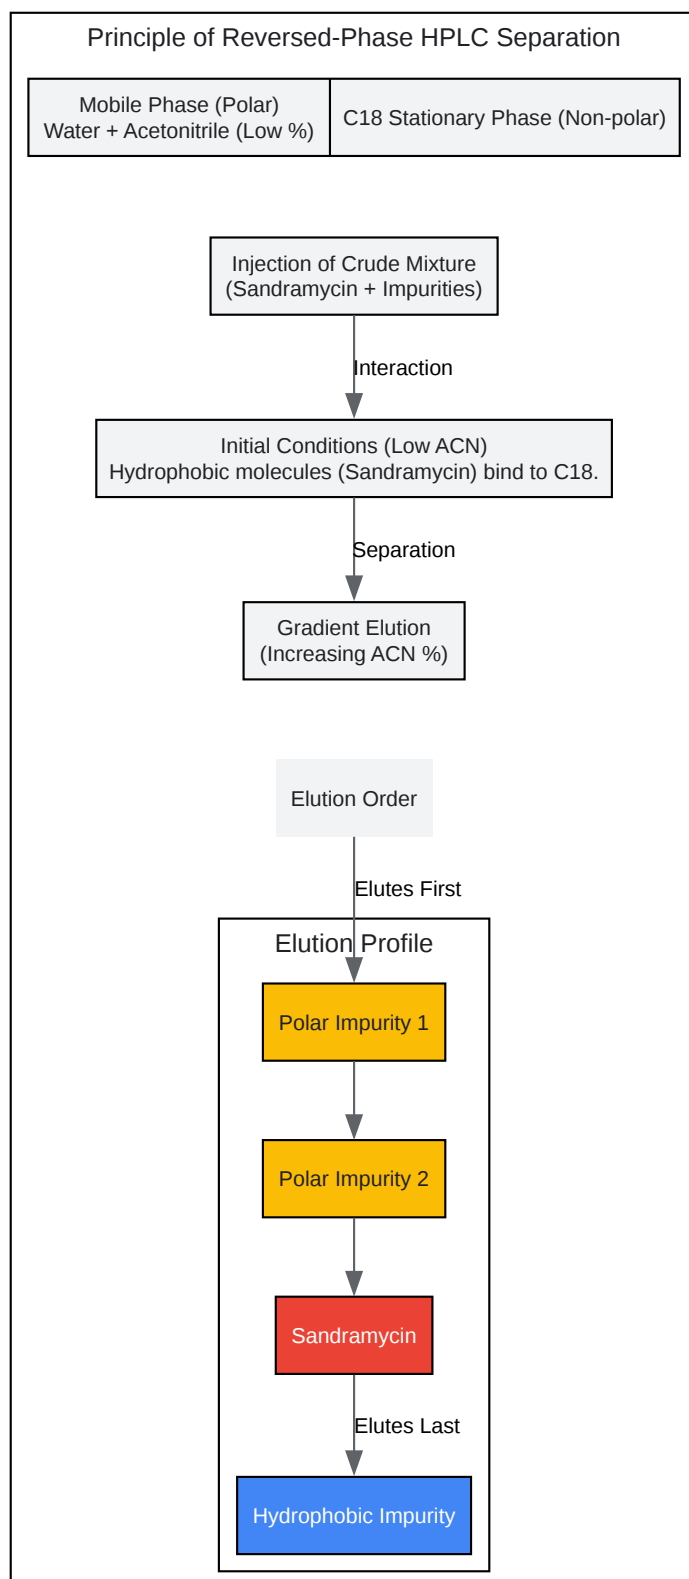 Principle of Reversed-Phase HPLC Separation
Mobile Phase (Polar)
Water + Acetonitrile (Low %)
C18 Stationary Phase (Non-polar)
Injection of Crude Mixture
(Sandramycin + Impurities)
Interaction
Initial Conditions (Low ACN)
Hydrophobic molecules (Sandramycin) bind to C18.
Separation
Gradient Elution
(Increasing ACN %)
Elution Order
Elutes First
Elution Profile
Polar Impurity 1
Polar Impurity 2
Sandramycin
Elutes Last
Hydrophobic Impurity